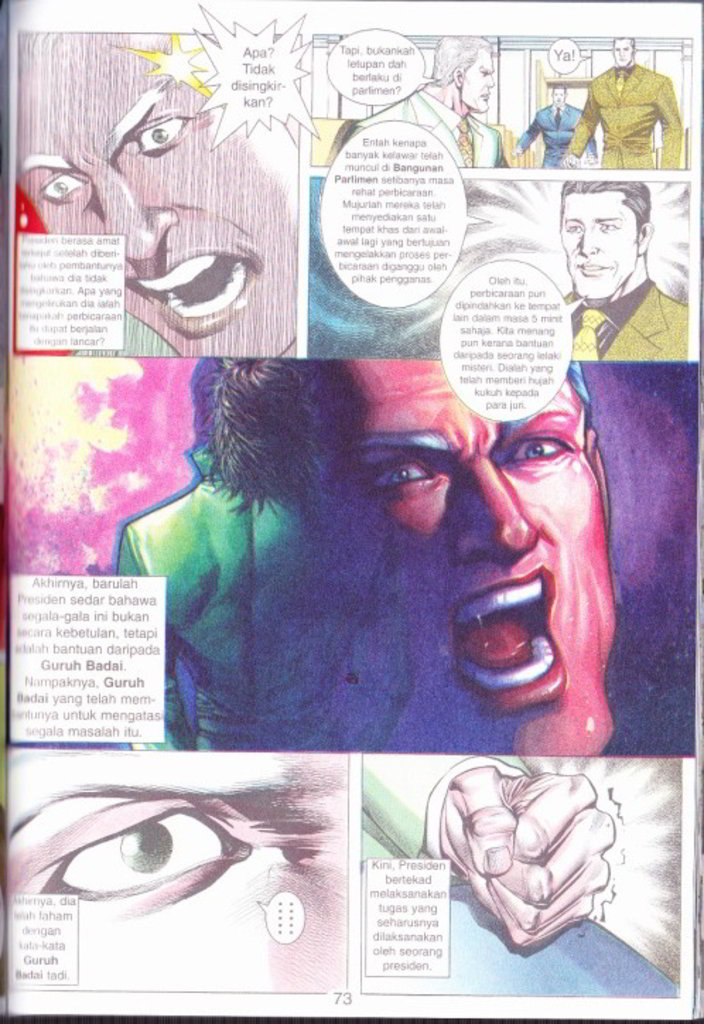 Apa?
Tidak
disingkir-
kan?
Presiden berasa amat
terkejut selepas diberi-
tahu oleh pembantunya
bahawa dia tidak
disingkarkan. Apa yang
mengelirukan dia ialah
kenapakah perbicaraan
itu dapat berjalan
dengan lancar?
Tapi, bukankah
letupan dah
berlaku di
parlimen?
Ya!
Entah kenapa
banyak kelawar telah
muncul di Bangunan
Parlimen setibanya masa
rehat perbicaraan.
Mujurlah mereka telah
menyediakan satu
tempat khas dari awal-
awal lagi yang bertujuan
mengelakkan proses per-
bicaraan diganggu oleh
pihak pengganas.
Oleh itu,
perbicaraan pun
dipindahkan ke tempat
lain dalam masa 5 minit
sahaja. Kita menang
pun kerana bantuan
daripada seorang lelaki
misteri. Dialah yang
telah memberi hujah
kukuh kepada
para juri.
Akhirnya, barulah
Presiden sedar bahawa
segala-gala ini bukan
secara kebetulan, tetapi
adalah bantuan daripada
Guruh Badai.
Nampaknya, Guruh
Badai yang telah mem-
bantunya untuk mengatasi
segala masalah itu.
Akhirnya, dia
telah faham
dengan
kata-kata
Guruh
Badai tadi.
Kini, Presiden
bertekad
melaksanakan
tugas yang
seharusnya
dilaksanakan
oleh seorang
presiden.
73